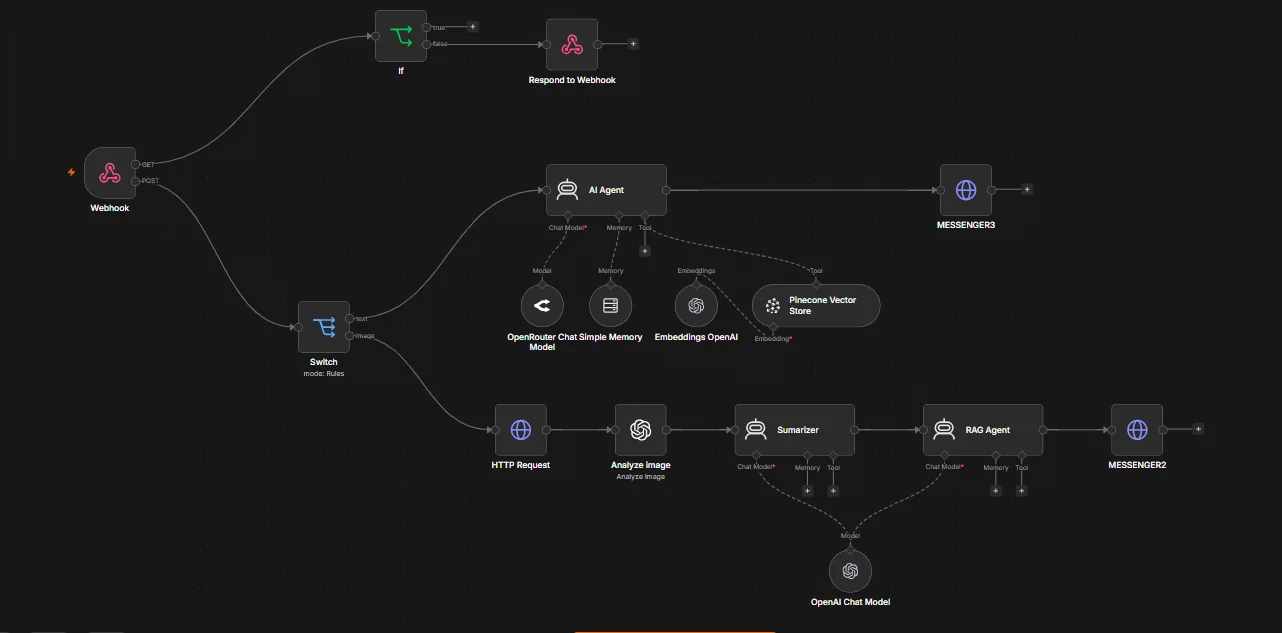 true
false
If
Respond to Webhook
GET
POST
Webhook
AI Agent
Chat Model*
Memory
Tool
MESSENGER3
Model
Memory
Embeddings
Tool
Pinecone Vector
Store
OpenRouter Chat
Model
Simple Memory
Embeddings OpenAI
Embedding*
text
image
Switch
mode: Rules
HTTP Request
Analyze image
Analyze Image
Sumarizer
Chat Model*
Memory
Tool
RAG Agent
Chat Model*
Memory
Tool
MESSENGER2
Model
OpenAI Chat Model